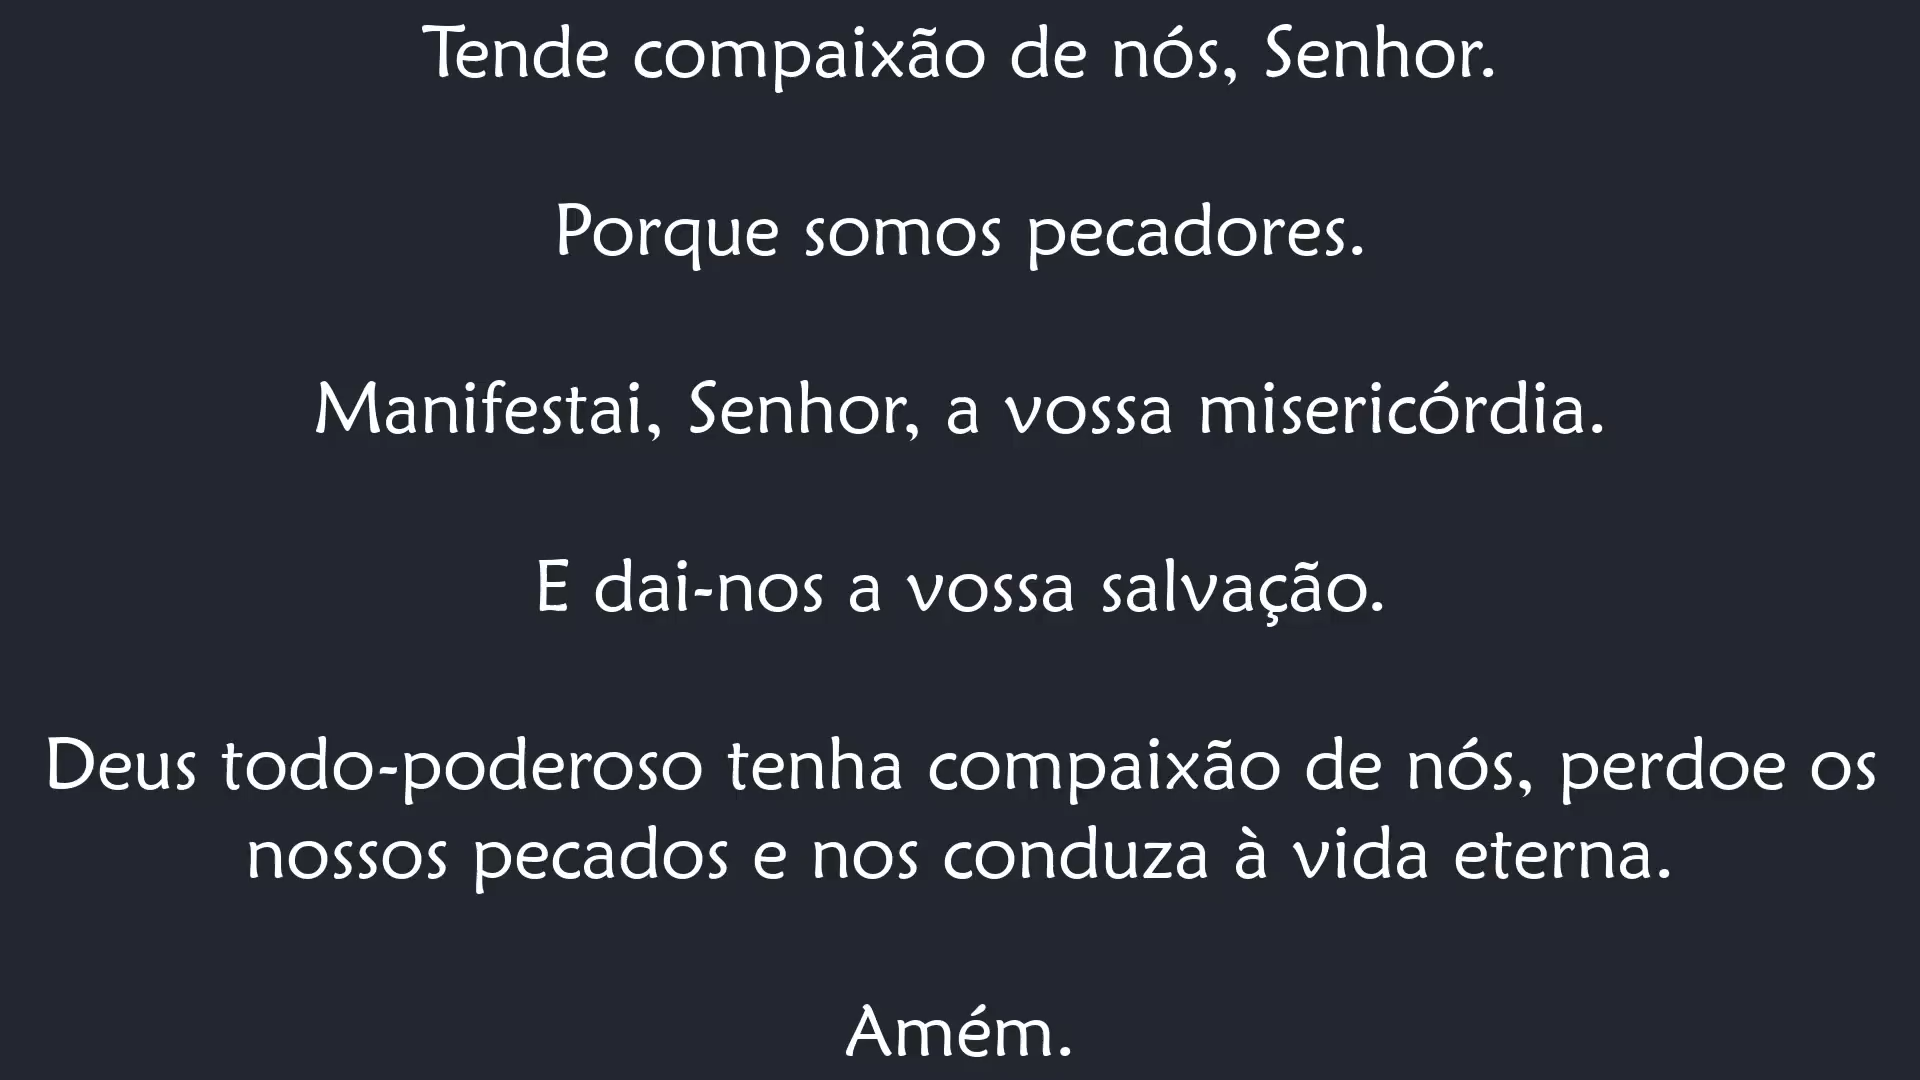 Tende compaixão de nós, Senhor.
Porque somos pecadores.
Manifestai, Senhor, a vossa misericórdia.
E dai-nos a vossa salvação.
Deus todo-poderoso tenha compaixão de nós, perdoe os
nossos pecados e nos conduza à vida eterna.
Amém.